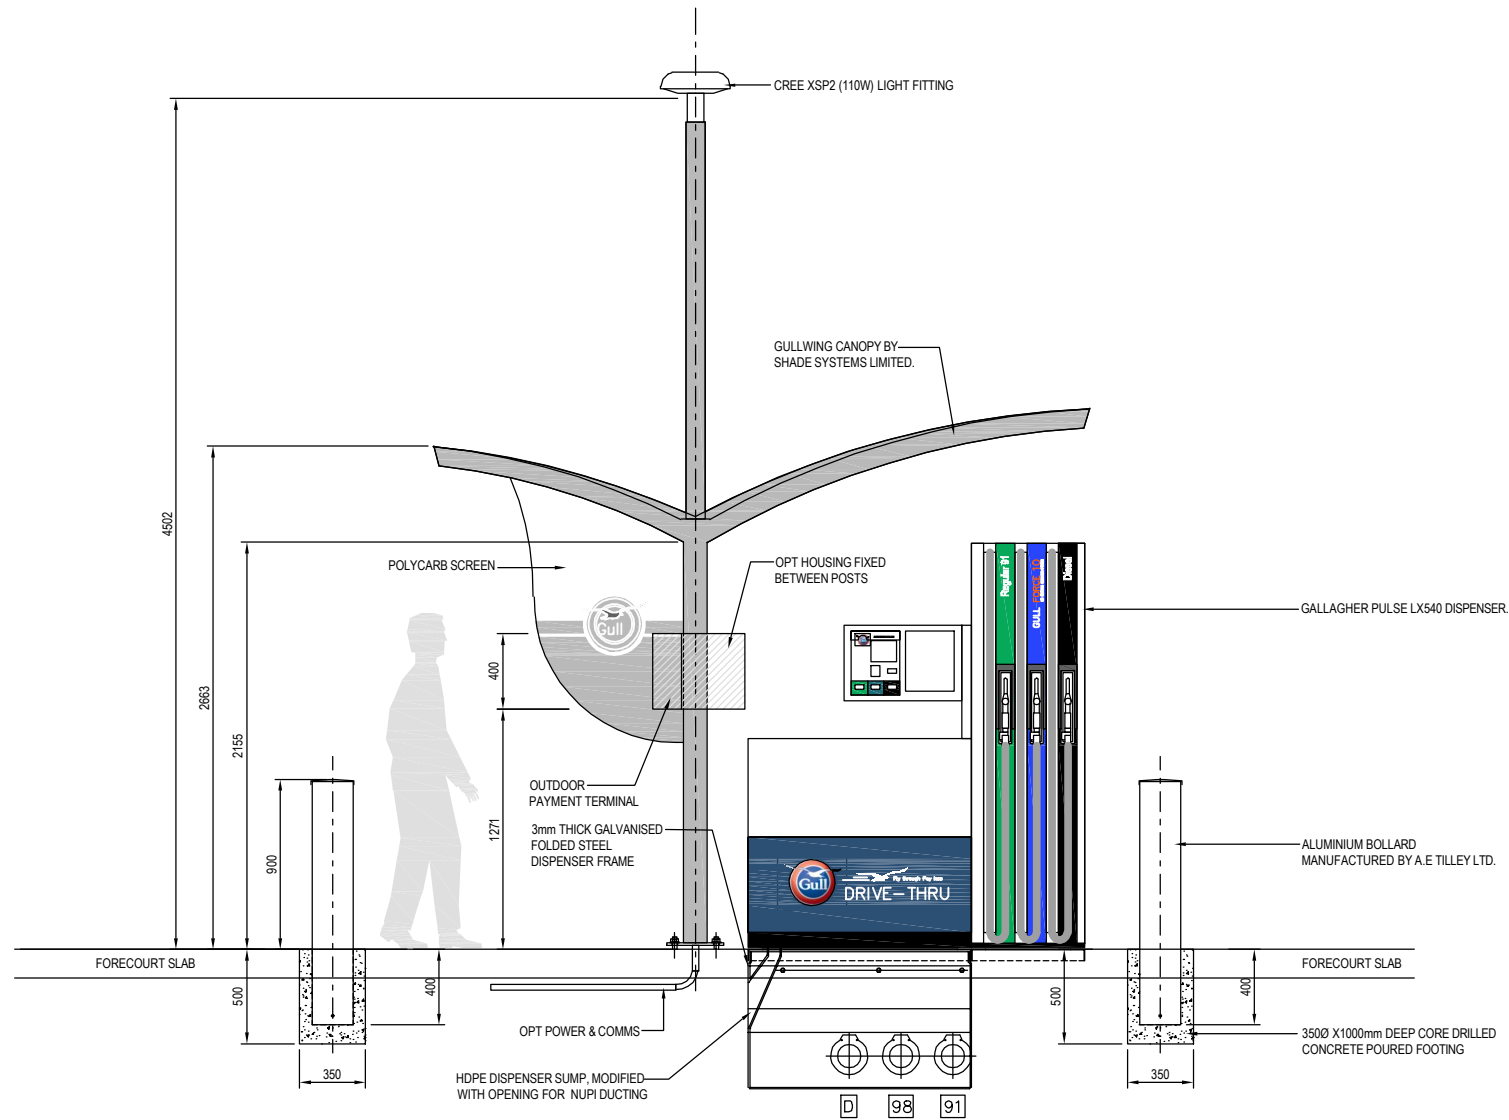 CREE XSP2 (110W) LIGHT FITTING
GULLWING CANOPY BY
SHADE SYSTEMS LIMITED.
4502
2663
2155
POLYCARB SCREEN
OPT HOUSING FIXED
BETWEEN POSTS
Regular 91
GULL FORCE 10
Diesel
GALLAGHER PULSE LX540 DISPENSER.
Gull
400
1271
OUTDOOR
PAYMENT TERMINAL
3mm THICK GALVANISED
FOLDED STEEL
DISPENSER FRAME
900
Gull
DRIVE-THRU
ALUMINIUM BOLLARD
MANUFACTURED BY A.E TILLEY LTD.
FORECOURT SLAB
FORECOURT SLAB
500
400
500
400
OPT POWER & COMMS
350Ø X1000mm DEEP CORE DRILLED
CONCRETE POURED FOOTING
350
350
HDPE DISPENSER SUMP, MODIFIED
WITH OPENING FOR NUPI DUCTING
D 98 91